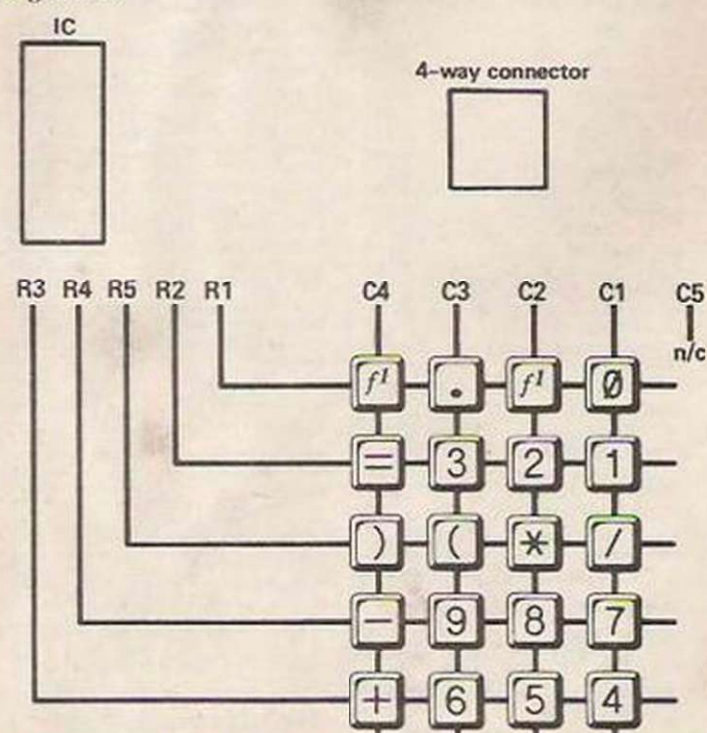 IC
4-way connector
R3 R4 R5 R2 R1 C4 C3 C2 C1 C5
n/c
f1 . f1 Ø
= 3 2 1
) ( * /
− 9 8 7
+ 6 5 4